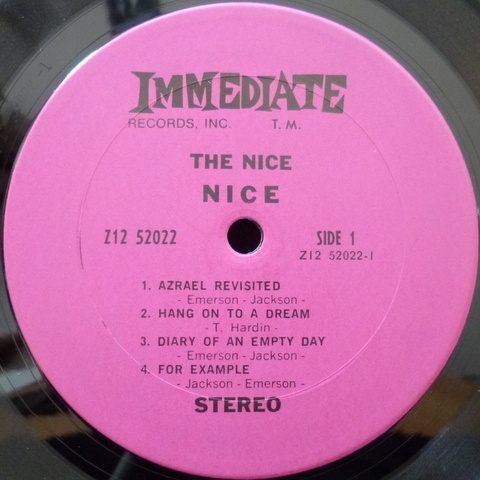 IMMEDIATE
RECORDS, INC. T. M.
THE NICE
NICE
Z12 52022 SIDE 1
Z12 52022-1
1. AZRAEL REVISITED
- Emerson - Jackson -
2. HANG ON TO A DREAM
- T. Hardin -
3. DIARY OF AN EMPTY DAY
- Emerson - Jackson -
4. FOR EXAMPLE
- Jackson - Emerson -
STEREO